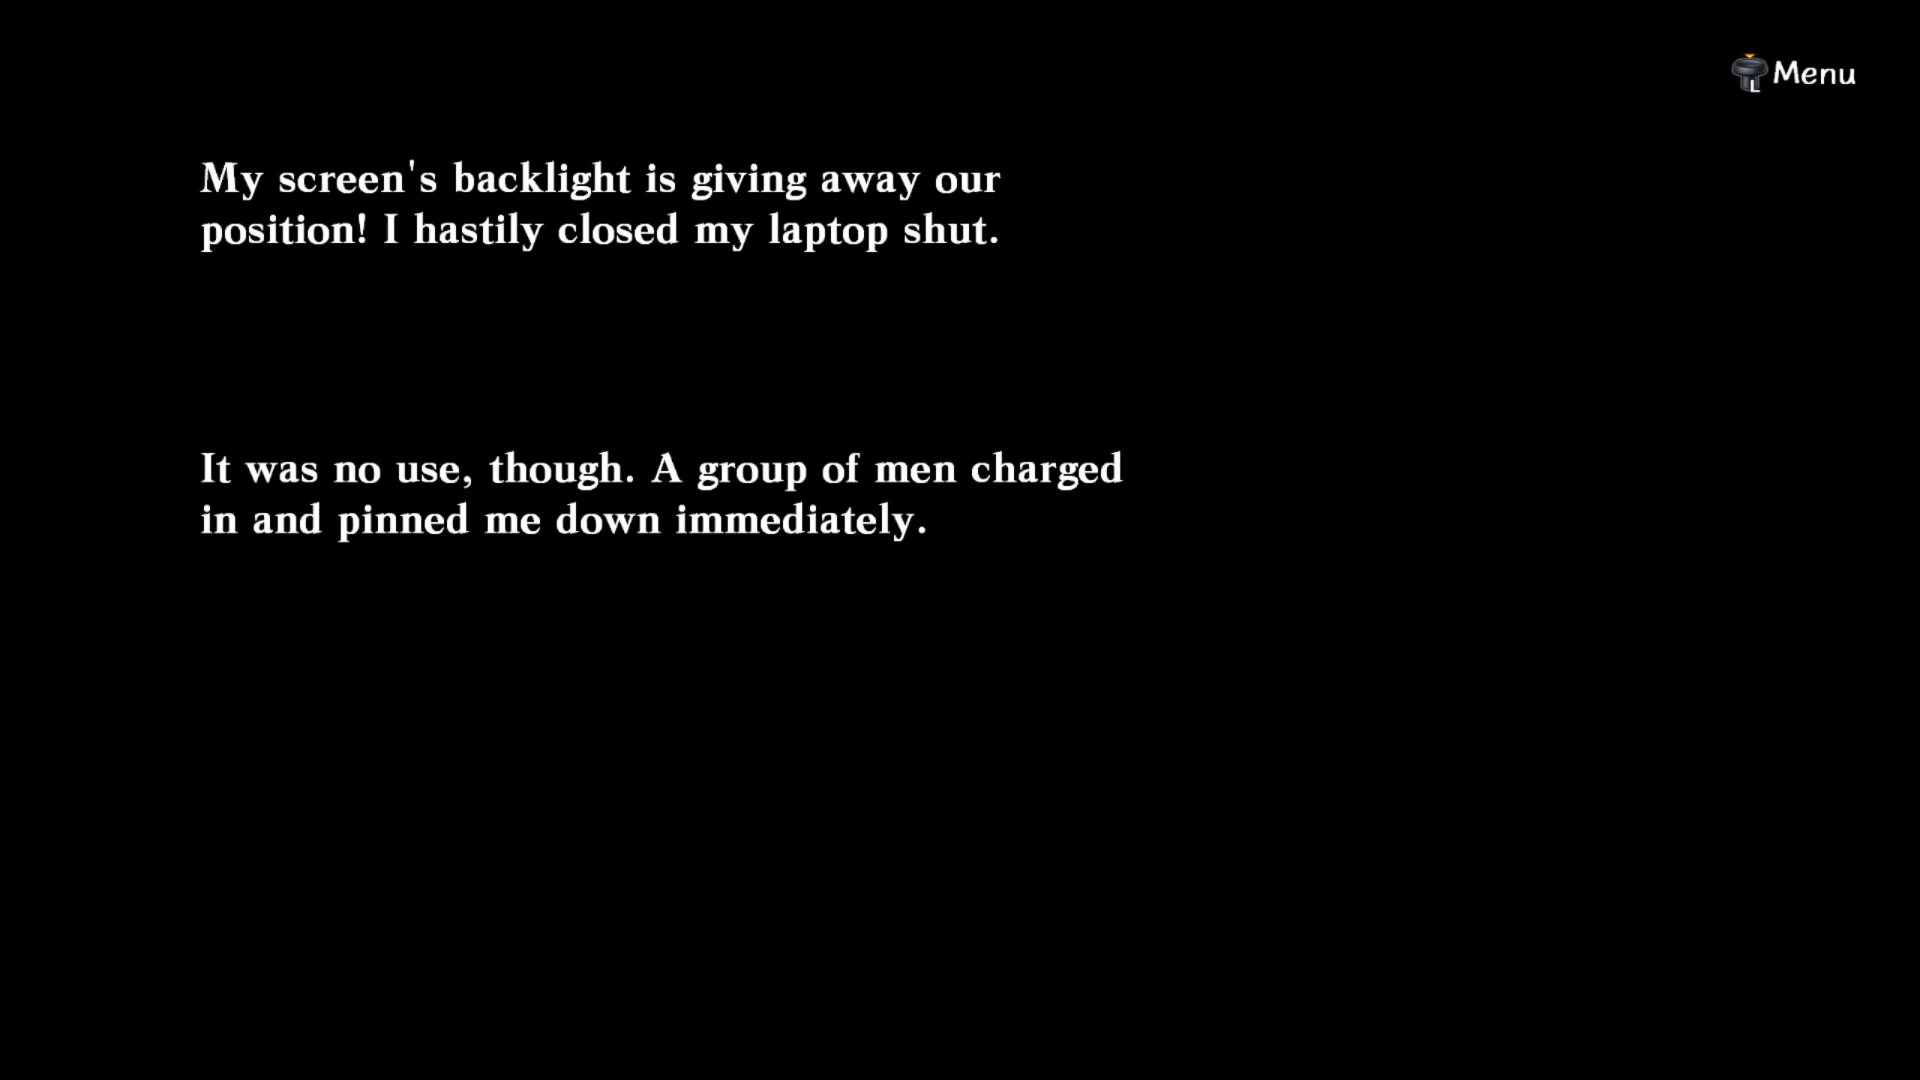 Menu
My screen's backlight is giving away our
position! I hastily closed my laptop shut.
It was no use, though. A group of men charged
in and pinned me down immediately.